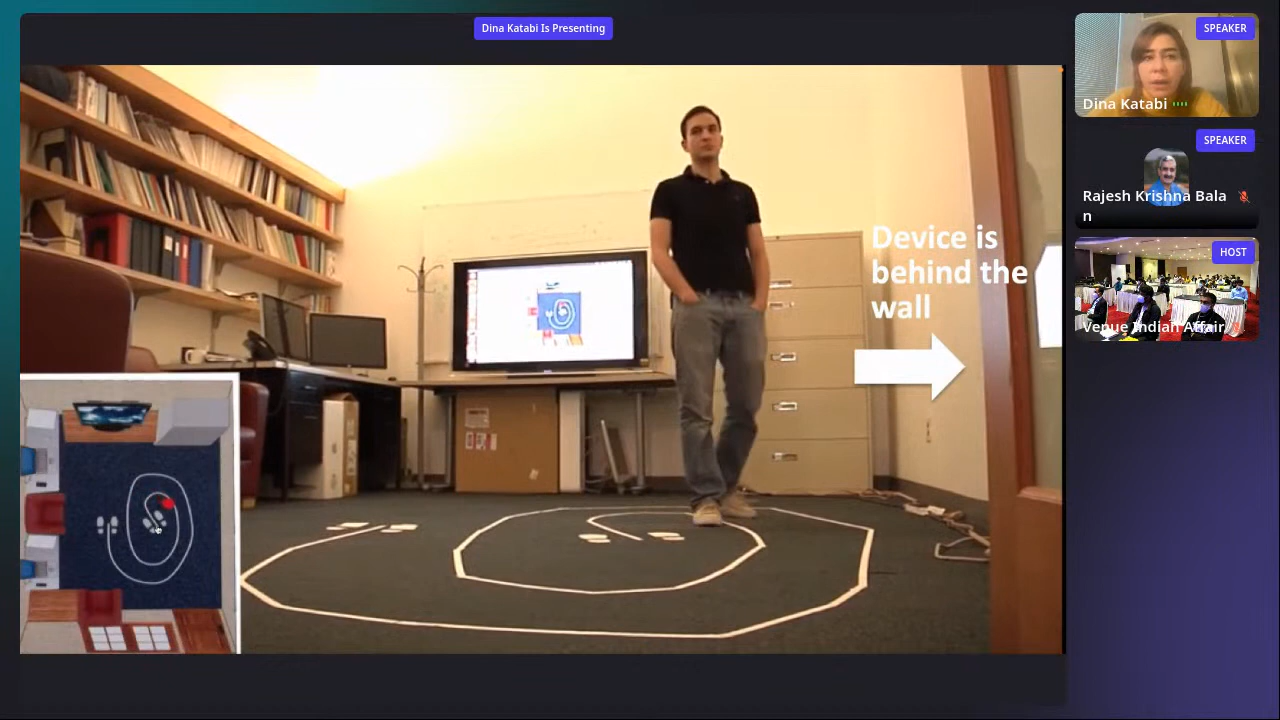 Dina Katabi Is Presenting
Device is
behind the
wall
SPEAKER
Dina Katabi
SPEAKER
Rajesh Krishna Bala
n
HOST
Venue Indian Affair